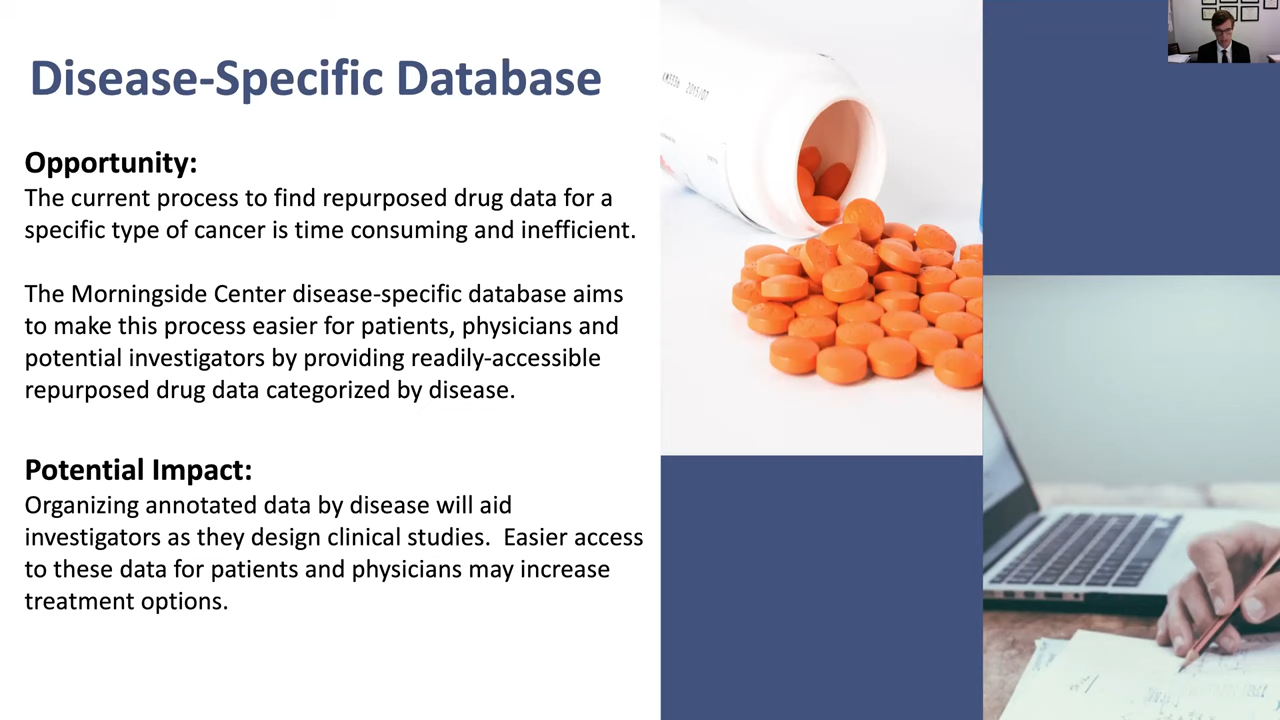 Disease-Specific Database
Opportunity:
The current process to find repurposed drug data for a
specific type of cancer is time consuming and inefficient.
The Morningside Center disease-specific database aims
to make this process easier for patients, physicians and
potential investigators by providing readily-accessible
repurposed drug data categorized by disease.
Potential Impact:
Organizing annotated data by disease will aid
investigators as they design clinical studies.  Easier access
to these data for patients and physicians may increase
treatment options.